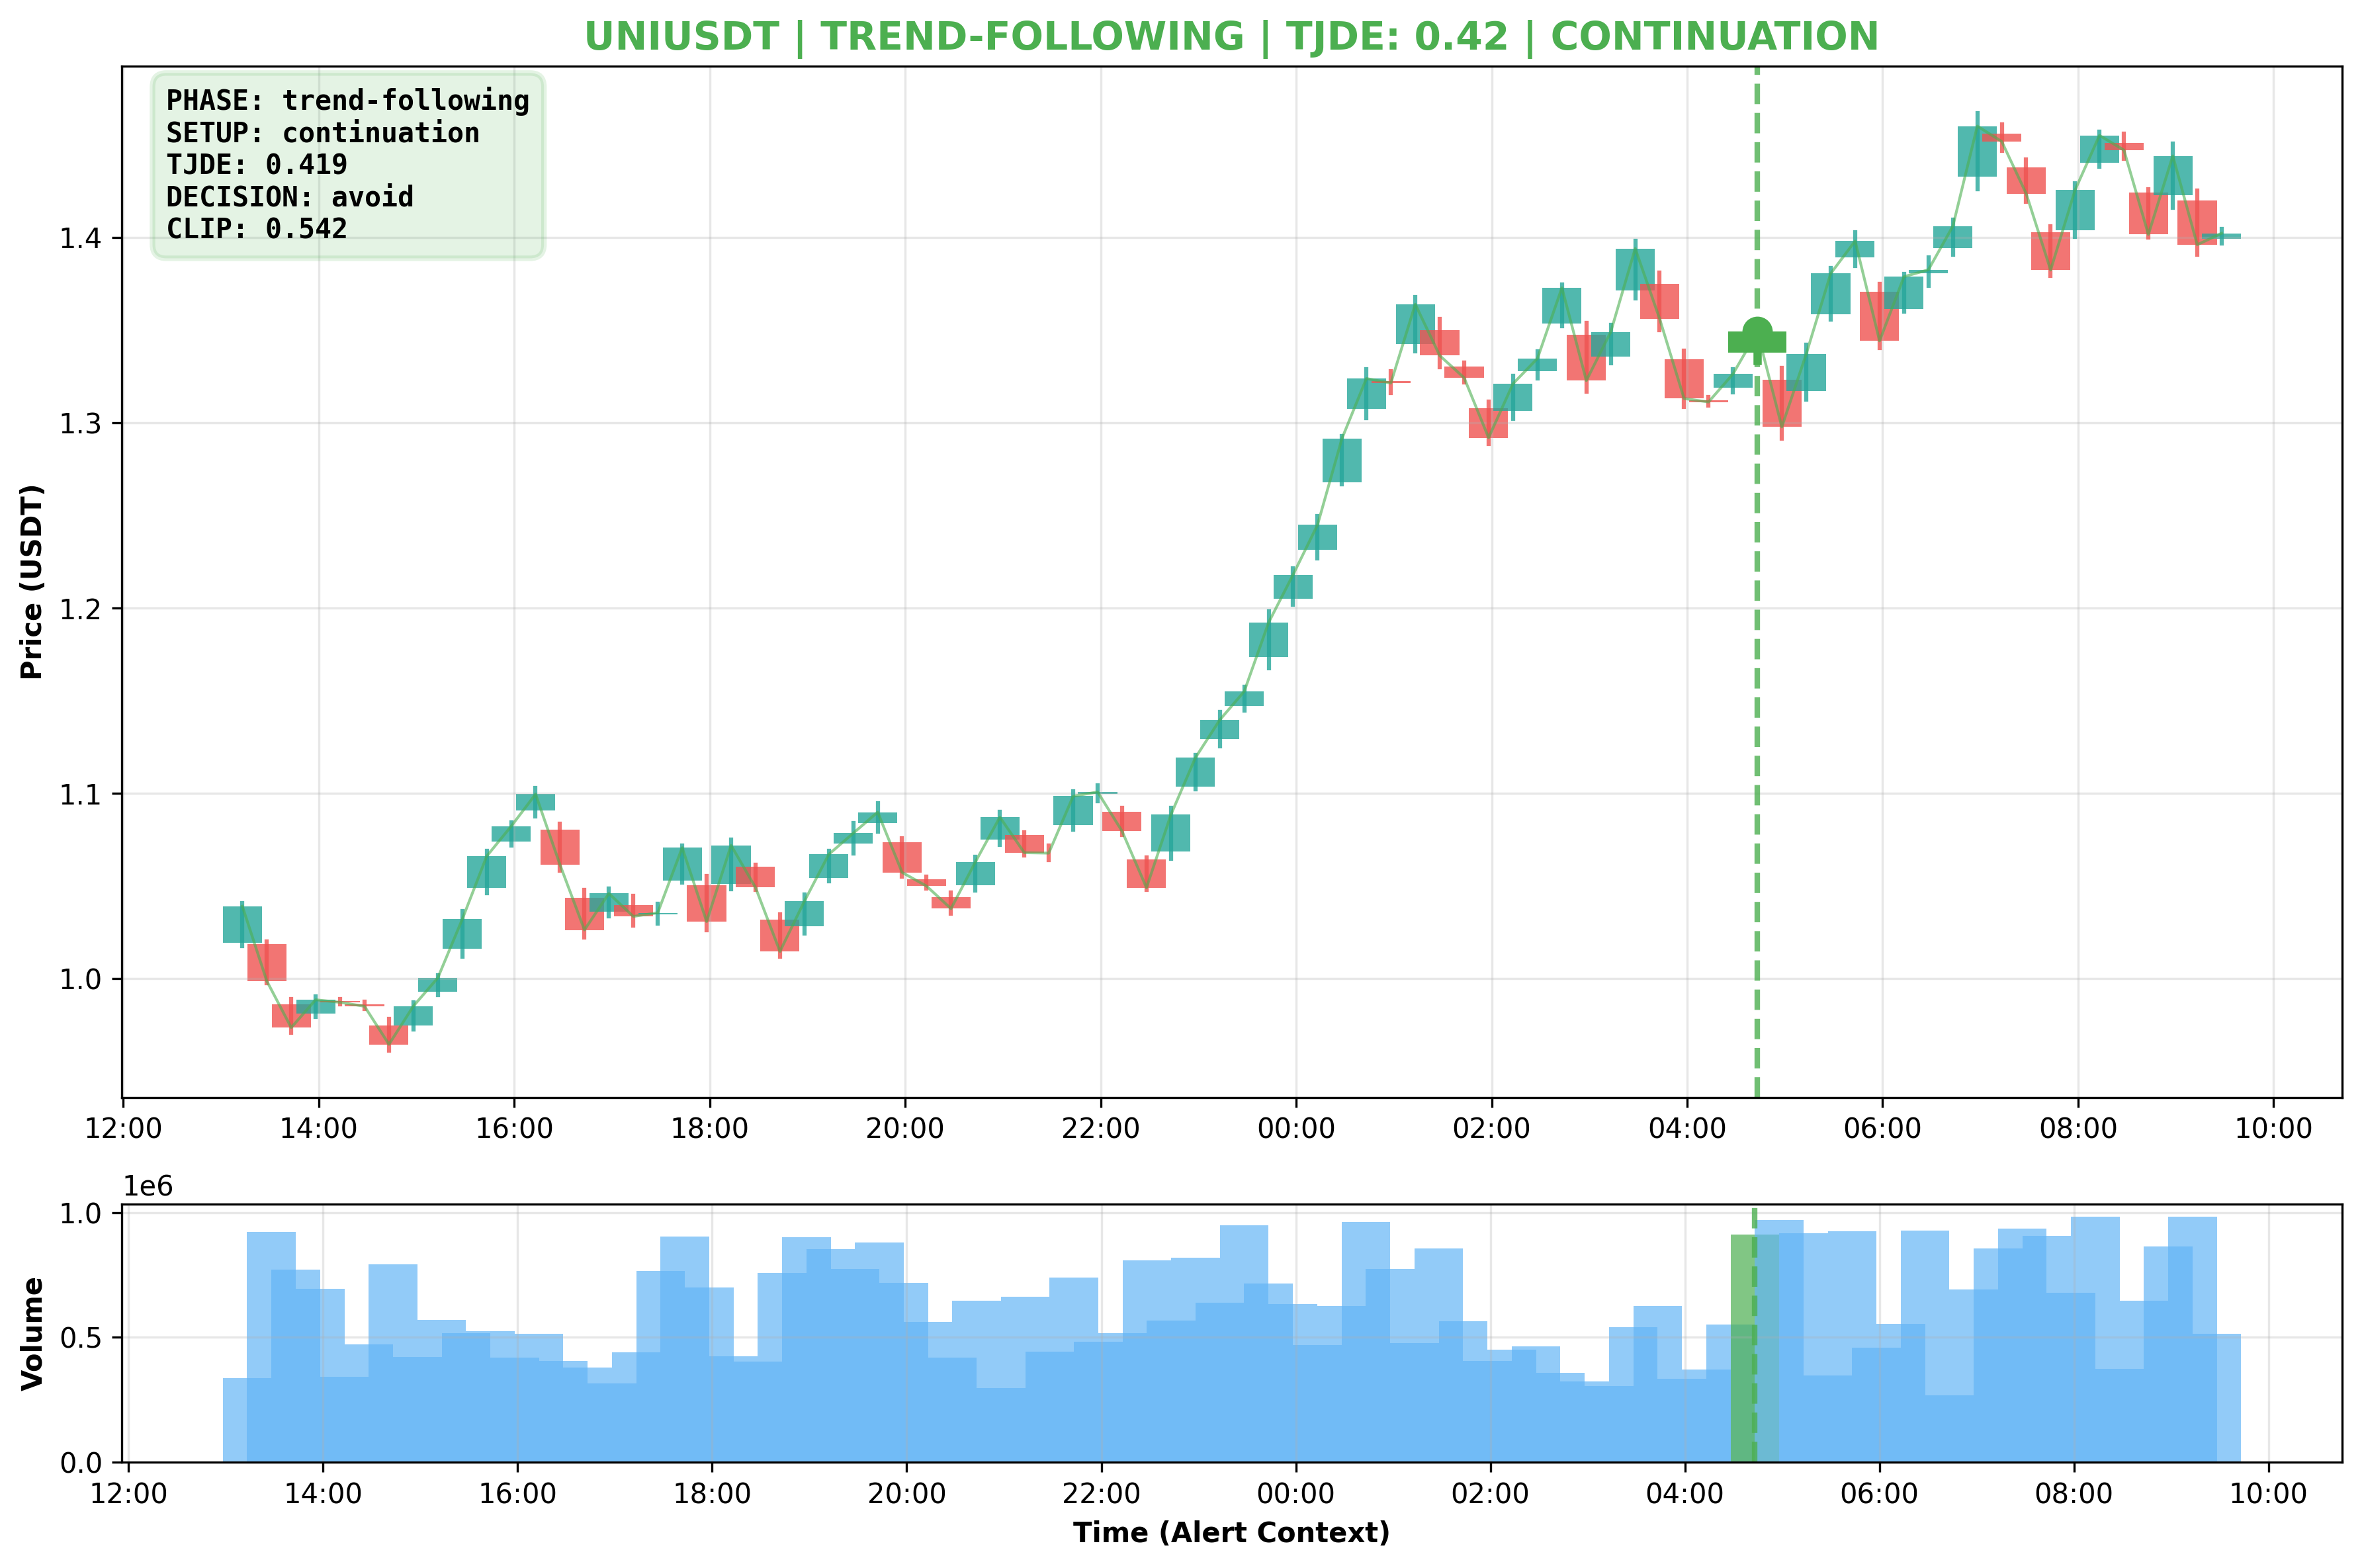 UNIUSDT | TREND-FOLLOWING | TJDE: 0.42 | CONTINUATION
PHASE: trend-following
SETUP: continuation
TJDE: 0.419
DECISION: avoid
CLIP: 0.542
Price (USDT)
1.4
1.3
1.2
1.1
1.0
12:00 14:00 16:00 18:00 20:00 22:00 00:00 02:00 04:00 06:00 08:00 10:00
1e6
Volume
1.0
0.5
0.0
12:00 14:00 16:00 18:00 20:00 22:00 00:00 02:00 04:00 06:00 08:00 10:00
Time (Alert Context)